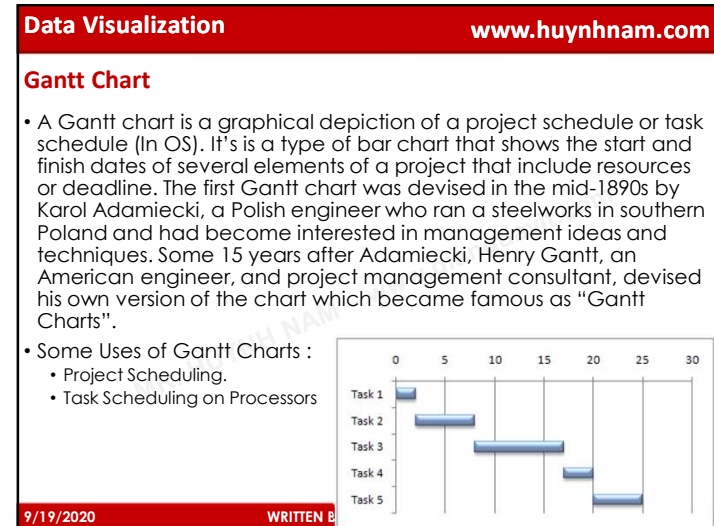 Data Visualization www.huynhnam.com
Gantt Chart
• A Gantt chart is a graphical depiction of a project schedule or task
schedule (In OS). It’s is a type of bar chart that shows the start and
finish dates of several elements of a project that include resources
or deadline. The first Gantt chart was devised in the mid-1890s by
Karol Adamiecki, a Polish engineer who ran a steelworks in southern
Poland and had become interested in management ideas and
techniques. Some 15 years after Adamiecki, Henry Gantt, an
American engineer, and project management consultant, devised
his own version of the chart which became famous as “Gantt
Charts”.
• Some Uses of Gantt Charts :
• Project Scheduling.
• Task Scheduling on Processors
0 5 10 15 20 25 30
Task 1
Task 2
Task 3
Task 4
Task 5
9/19/2020 WRITTEN B